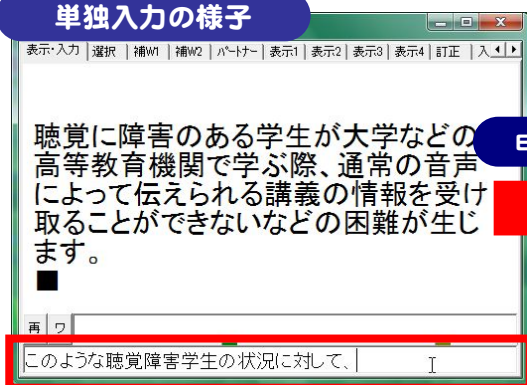 単独入力の様子
表示・入力 選択 補W1 補W2 パートナー 表示1 表示2 表示3 表示4 訂正 入
聴覚に障害のある学生が大学などの
高等教育機関で学ぶ際、通常の音声
によって伝えられる講義の情報を受け
取ることができないなどの困難が生じ
ます。
■
再 ワ
このような聴覚障害学生の状況に対して、